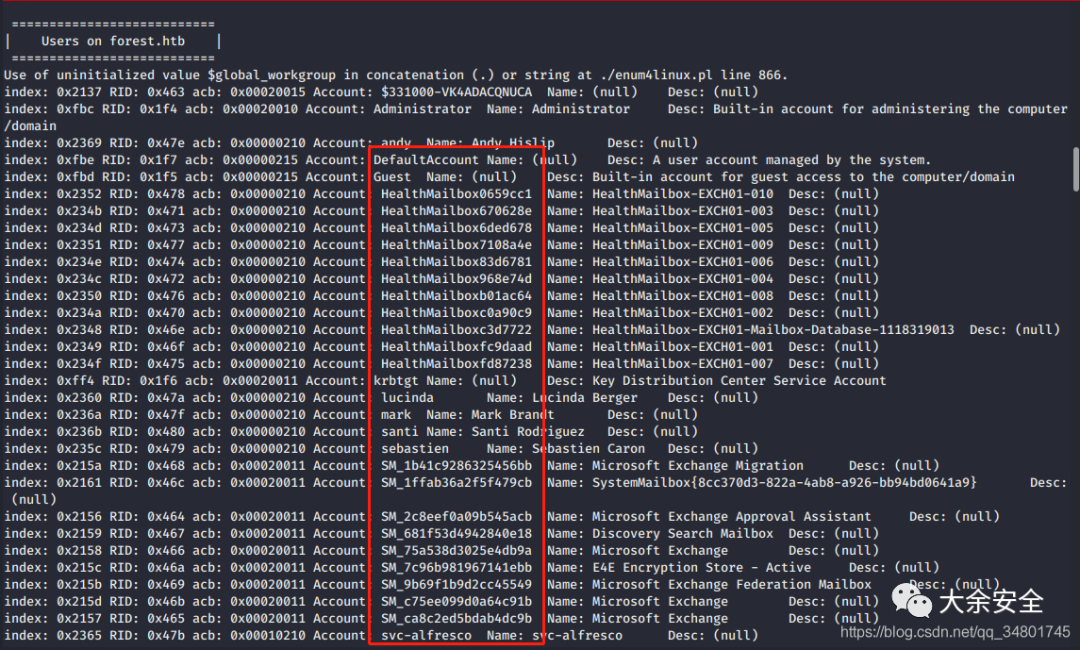 ===========================
|    Users on forest.htb    |
===========================
Use of uninitialized value $global_workgroup in concatenation (.) or string at ./enum4linux.pl line 866.
index: 0x2137 RID: 0x463 acb: 0x00020015 Account: $331000-VK4ADACQNUCA  Name: (null)    Desc: (null)
index: 0xfbc RID: 0x1f4 acb: 0x00020010 Account: Administrator  Name: Administrator     Desc: Built-in account for administering the computer
/domain
index: 0x2369 RID: 0x47e acb: 0x00000210 Account: andy  Name: Andy Hislip       Desc: (null)
index: 0xfbe RID: 0x1f7 acb: 0x00000215 Account: DefaultAccount Name: (null)    Desc: A user account managed by the system.
index: 0xfbd RID: 0x1f5 acb: 0x00000215 Account: Guest  Name: (null)    Desc: Built-in account for guest access to the computer/domain
index: 0x2352 RID: 0x478 acb: 0x00000210 Account: HealthMailbox0659cc1  Name: HealthMailbox-EXCH01-010  Desc: (null)
index: 0x234b RID: 0x471 acb: 0x00000210 Account: HealthMailbox670628e  Name: HealthMailbox-EXCH01-003  Desc: (null)
index: 0x234d RID: 0x473 acb: 0x00000210 Account: HealthMailbox6ded678  Name: HealthMailbox-EXCH01-005  Desc: (null)
index: 0x2351 RID: 0x477 acb: 0x00000210 Account: HealthMailbox7108a4e  Name: HealthMailbox-EXCH01-009  Desc: (null)
index: 0x234e RID: 0x474 acb: 0x00000210 Account: HealthMailbox83d6781  Name: HealthMailbox-EXCH01-006  Desc: (null)
index: 0x234c RID: 0x472 acb: 0x00000210 Account: HealthMailbox968e74d  Name: HealthMailbox-EXCH01-004  Desc: (null)
index: 0x2350 RID: 0x476 acb: 0x00000210 Account: HealthMailboxb01ac64  Name: HealthMailbox-EXCH01-008  Desc: (null)
index: 0x234a RID: 0x470 acb: 0x00000210 Account: HealthMailboxc0a90c9  Name: HealthMailbox-EXCH01-002  Desc: (null)
index: 0x2348 RID: 0x46e acb: 0x00000210 Account: HealthMailboxc3d7722  Name: HealthMailbox-EXCH01-Mailbox-Database-1118319013  Desc: (null)
index: 0x2349 RID: 0x46f acb: 0x00000210 Account: HealthMailboxfc9daad  Name: HealthMailbox-EXCH01-001  Desc: (null)
index: 0x234f RID: 0x475 acb: 0x00000210 Account: HealthMailboxfd87238  Name: HealthMailbox-EXCH01-007  Desc: (null)
index: 0xff4 RID: 0x1f6 acb: 0x00020011 Account: krbtgt Name: (null)    Desc: Key Distribution Center Service Account
index: 0x2360 RID: 0x47a acb: 0x00000210 Account: lucinda       Name: Lucinda Berger    Desc: (null)
index: 0x236a RID: 0x47f acb: 0x00000210 Account: mark  Name: Mark Brandt       Desc: (null)
index: 0x236b RID: 0x480 acb: 0x00000210 Account: santi Name: Santi Rodriguez   Desc: (null)
index: 0x235c RID: 0x479 acb: 0x00000210 Account: sebastien     Name: Sebastien Caron   Desc: (null)
index: 0x215a RID: 0x468 acb: 0x00020011 Account: SM_1b41c9286325456bb  Name: Microsoft Exchange Migration      Desc: (null)
index: 0x2161 RID: 0x46c acb: 0x00020011 Account: SM_1ffab36a2f5f479cb  Name: SystemMailbox{8cc370d3-822a-4ab8-a926-bb94bd0641a9}       Desc:
(null)
index: 0x2156 RID: 0x464 acb: 0x00020011 Account: SM_2c8eef0a09b545acb  Name: Microsoft Exchange Approval Assistant     Desc: (null)
index: 0x2159 RID: 0x467 acb: 0x00020011 Account: SM_681f53d4942840e18  Name: Discovery Search Mailbox  Desc: (null)
index: 0x2158 RID: 0x466 acb: 0x00020011 Account: SM_75a538d3025e4db9a  Name: Microsoft Exchange        Desc: (null)
index: 0x215c RID: 0x46a acb: 0x00020011 Account: SM_7c96b981967141ebb  Name: E4E Encryption Store - Active     Desc: (null)
index: 0x215b RID: 0x469 acb: 0x00020011 Account: SM_9b69f1b9d2cc45549  Name: Microsoft Exchange Federation Mailbox     Desc: (null)
index: 0x215d RID: 0x46b acb: 0x00020011 Account: SM_c75ee099d0a64c91b  Name: Microsoft Exchange        Desc: (null)
index: 0x2157 RID: 0x465 acb: 0x00020011 Account: SM_ca8c2ed5bdab4dc9b  Name: Microsoft Exchange        Desc: (null)
index: 0x2365 RID: 0x47b acb: 0x00010210 Account: svc-alfresco  Name: svc-alfresco      Desc: (null)
大余安全
https://blog.csdn.net/qq_34801745